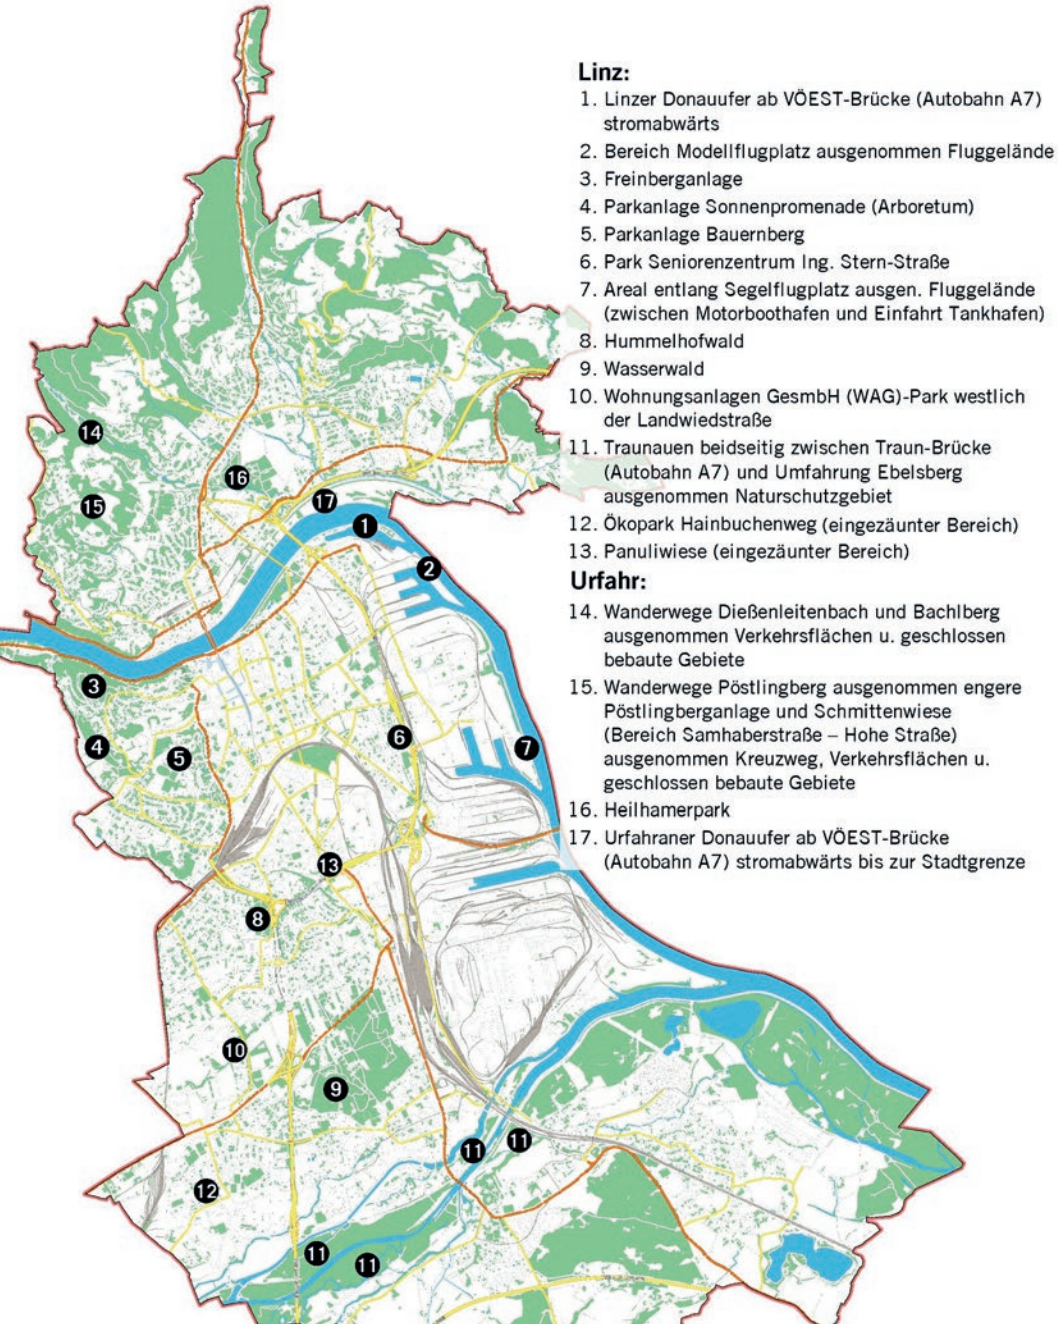 Linz:
1. Linzer Donauufer ab VÖEST-Brücke (Autobahn A7)
stromabwärts
2. Bereich Modellflugplatz ausgenommen Fluggelände
3. Freinberganlage
4. Parkanlage Sonnenpromenade (Arboretum)
5. Parkanlage Bauernberg
6. Park Seniorenzentrum Ing. Stern-Straße
7. Areal entlang Segelflugplatz ausgen. Fluggelände
(zwischen Motorboothafen und Einfahrt Tankhafen)
8. Hummelhofwald
9. Wasserwald
10. Wohnungsanlagen GesmbH (WAG)-Park westlich
der Landwiedstraße
11. Traunauen beidseitig zwischen Traun-Brücke
(Autobahn A7) und Umfahrung Ebelsberg
ausgenommen Naturschutzgebiet
12. Ökopark Hainbuchenweg (eingezäunter Bereich)
13. Panuliwiese (eingezäunter Bereich)
Urfahr:
14. Wanderwege Dießenleitenbach und Bachlberg
ausgenommen Verkehrsflächen u. geschlossen
bebaute Gebiete
15. Wanderwege Pöstlingberg ausgenommen engere
Pöstlingberganlage und Schmittenwiese
(Bereich Samhaberstraße – Hohe Straße)
ausgenommen Kreuzweg, Verkehrsflächen u.
geschlossen bebaute Gebiete
16. Heilhamerpark
17. Urfahraner Donauufer ab VÖEST-Brücke
(Autobahn A7) stromabwärts bis zur Stadtgrenze
14
16
15
17
1
2
3
4
5
6
7
13
8
10
9
11
11
12
11
11